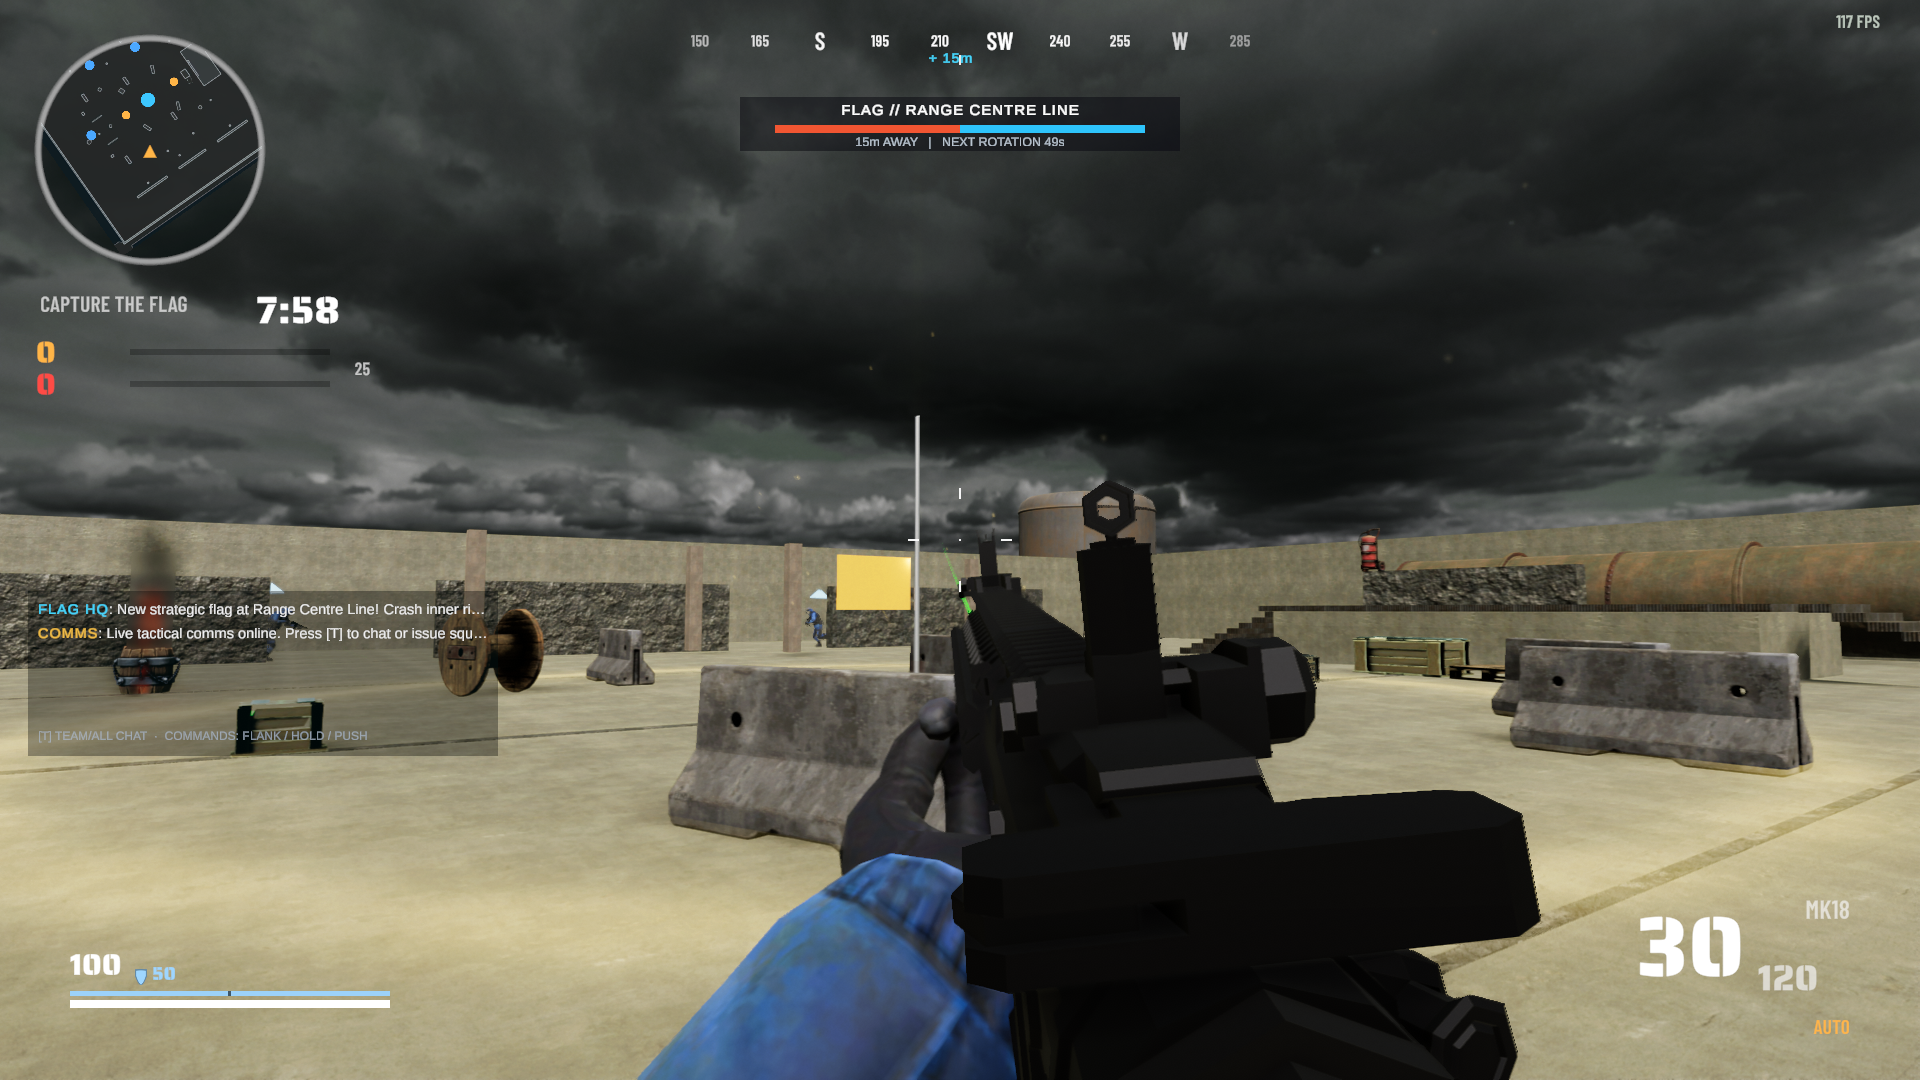 117 FPS
150 165 S 195 210 SW 240 255 W 285
+ 15m
FLAG // RANGE CENTRE LINE
15m AWAY | NEXT ROTATION 49s
CAPTURE THE FLAG 7:58
0
25
0
FLAG HQ: New strategic flag at Range Centre Line! Crash inner ri...
COMMS: Live tactical comms online. Press [T] to chat or issue squ...
[T] TEAM/ALL CHAT · COMMANDS: FLANK / HOLD / PUSH
100 50
MK18
30 120
AUTO